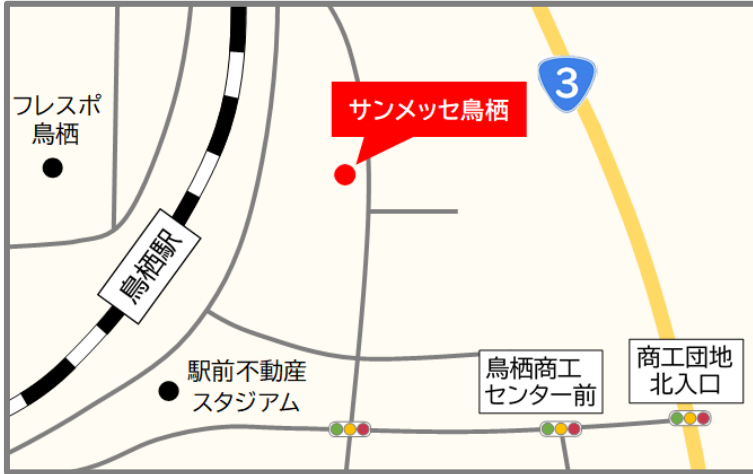 フレスポ
鳥栖
サンメッセ鳥栖
3
鳥栖駅
駅前不動産
スタジアム
鳥栖商工
センター前
商工団地
北入口